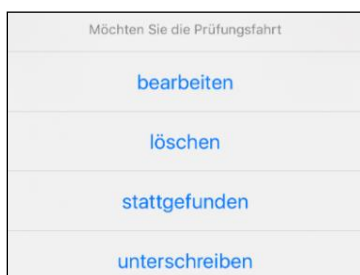 Möchten Sie die Prüfungsfahrt
bearbeiten
löschen
stattgefunden
unterschreiben